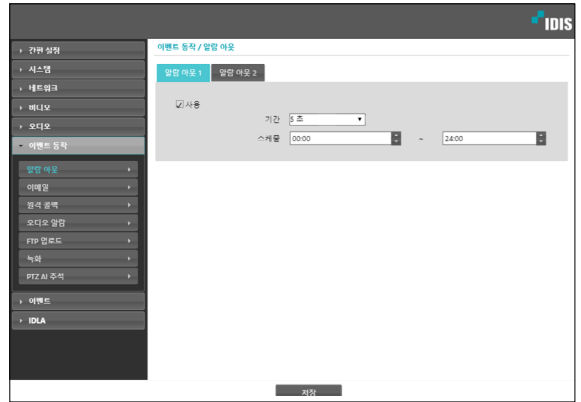 IDIS
간편 설정
시스템
네트워크
비디오
오디오
이벤트 동작
알람 아웃
이메일
원격 콜백
오디오 알람
FTP 업로드
녹화
PTZ AI 추적
이벤트
IDLA
이벤트 동작 / 알람 아웃
알람 아웃 1 알람 아웃 2
사용
기간 5 초
스케줄 00:00 ~ 24:00
저장